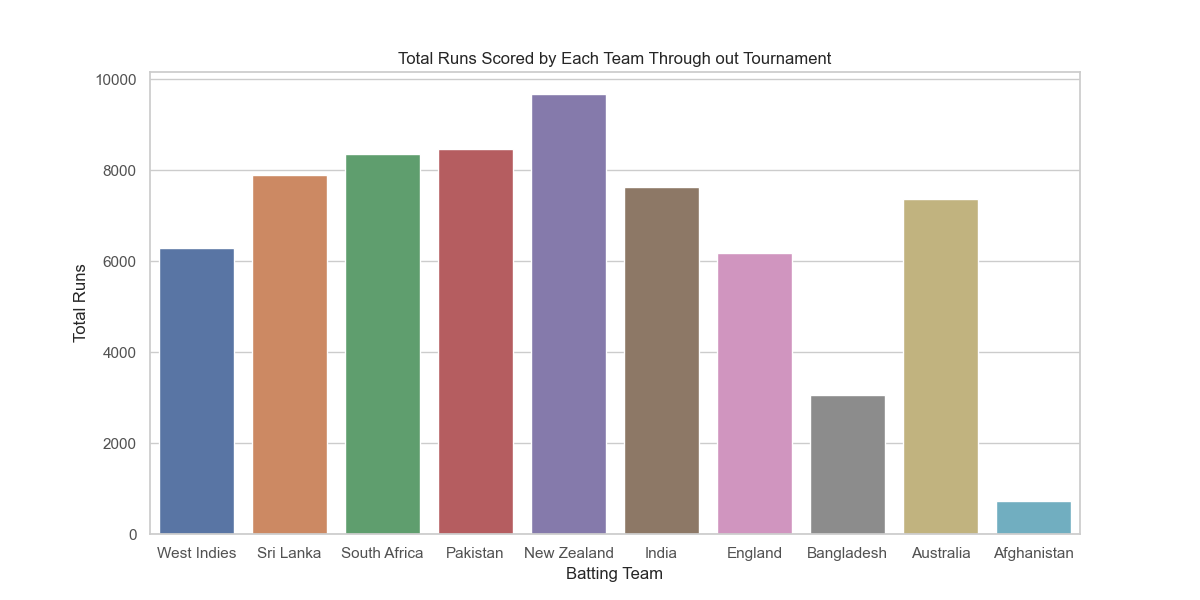 Total Runs Scored by Each Team Through out Tournament
10000
8000
6000
4000
2000
0
Total Runs
West Indies Sri Lanka South Africa Pakistan New Zealand India England Bangladesh Australia Afghanistan
Batting Team